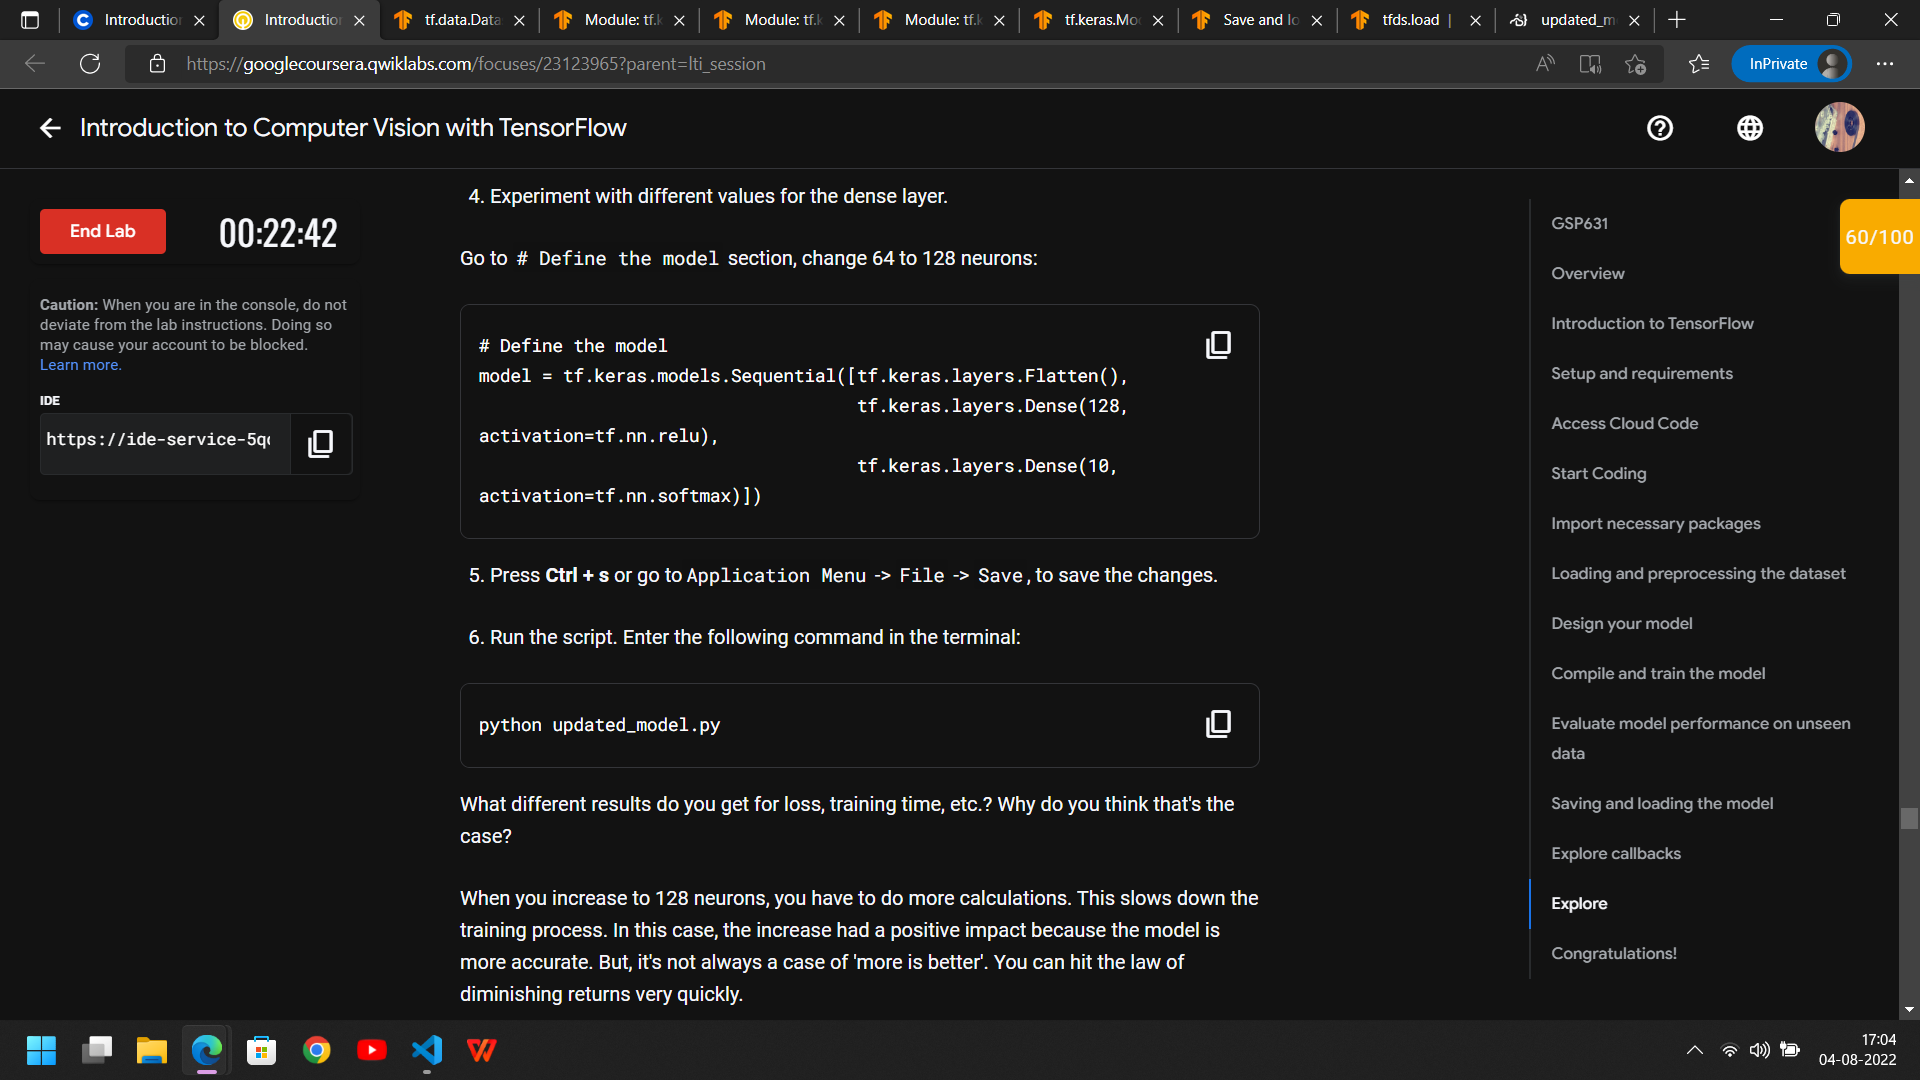 Introduction
Introduction
tf.data.Data
Module: tf.k
Module: tf.k
Module: tf.k
tf.keras.Mo
Save and lo
tfds.load |
updated_m
https://googlecoursera.qwiklabs.com/focuses/23123965?parent=lti_session
InPrivate
Introduction to Computer Vision with TensorFlow
End Lab
00:22:42
Caution: When you are in the console, do not
deviate from the lab instructions. Doing so
may cause your account to be blocked.
Learn more.
IDE
https://ide-service-5q
4. Experiment with different values for the dense layer.
Go to # Define the model section, change 64 to 128 neurons:
# Define the model
model = tf.keras.models.Sequential([tf.keras.layers.Flatten(),
tf.keras.layers.Dense(128,
activation=tf.nn.relu),
tf.keras.layers.Dense(10,
activation=tf.nn.softmax)])
5. Press Ctrl + s or go to Application Menu -> File -> Save, to save the changes.
6. Run the script. Enter the following command in the terminal:
python updated_model.py
What different results do you get for loss, training time, etc.? Why do you think that's the
case?
When you increase to 128 neurons, you have to do more calculations. This slows down the
training process. In this case, the increase had a positive impact because the model is
more accurate. But, it's not always a case of 'more is better'. You can hit the law of
diminishing returns very quickly.
60/100
GSP631
Overview
Introduction to TensorFlow
Setup and requirements
Access Cloud Code
Start Coding
Import necessary packages
Loading and preprocessing the dataset
Design your model
Compile and train the model
Evaluate model performance on unseen
data
Saving and loading the model
Explore callbacks
Explore
Congratulations!
17:04
04-08-2022